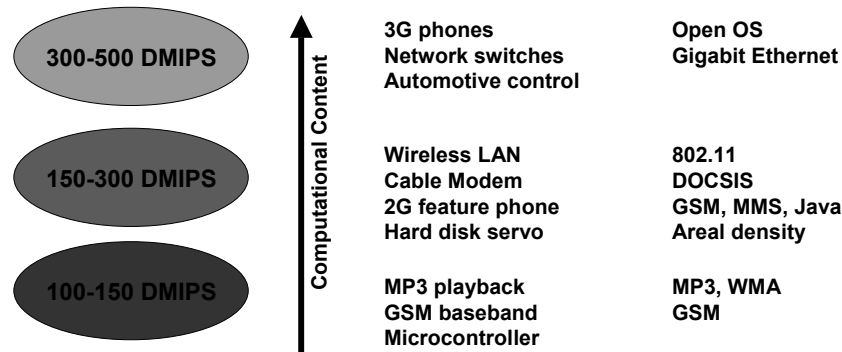 300-500 DMIPS
3G phones
Network switches
Automotive control
Open OS
Gigabit Ethernet
Computational Content
150-300 DMIPS
Wireless LAN
Cable Modem
2G feature phone
Hard disk servo
802.11
DOCSIS
GSM, MMS, Java
Areal density
100-150 DMIPS
MP3 playback
GSM baseband
Microcontroller
MP3, WMA
GSM